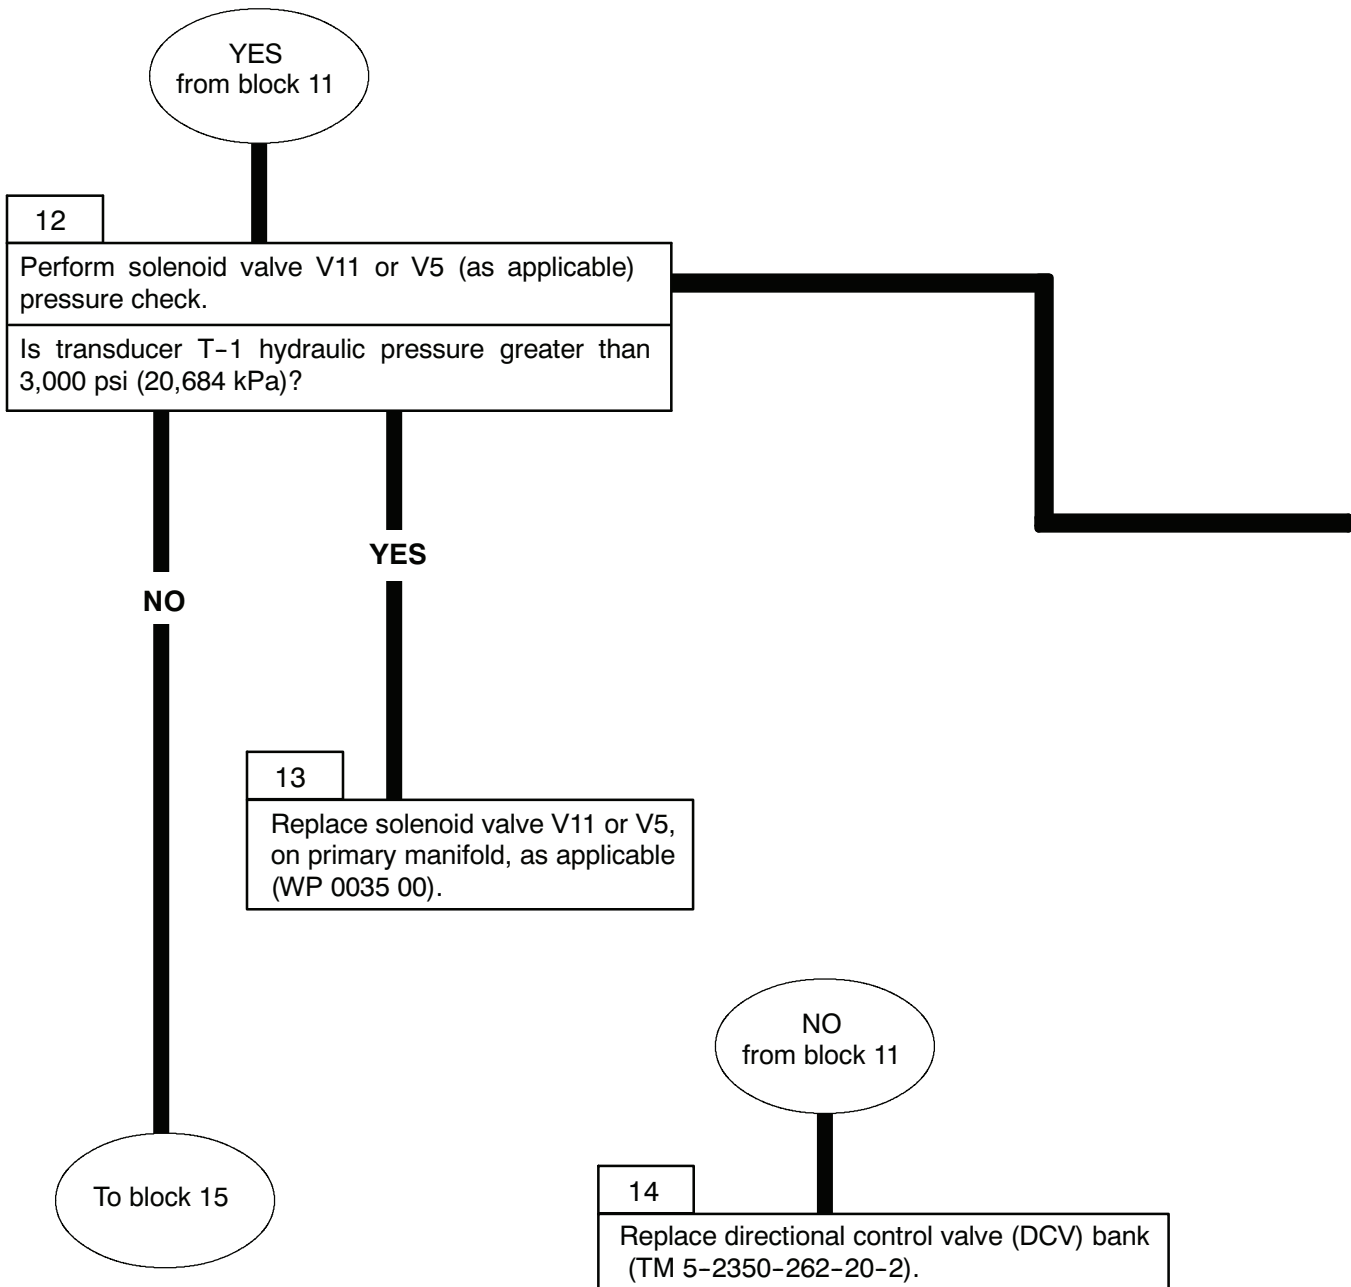 YES
from block 11
12
Perform solenoid valve V11 or V5 (as applicable)
pressure check.
Is transducer T-1 hydraulic pressure greater than
3,000 psi (20,684 kPa)?
YES
NO
13
Replace solenoid valve V11 or V5,
on primary manifold, as applicable
(WP 0035 00).
NO
from block 11
To block 15
14
Replace directional control valve (DCV) bank
(TM 5-2350-262-20-2).